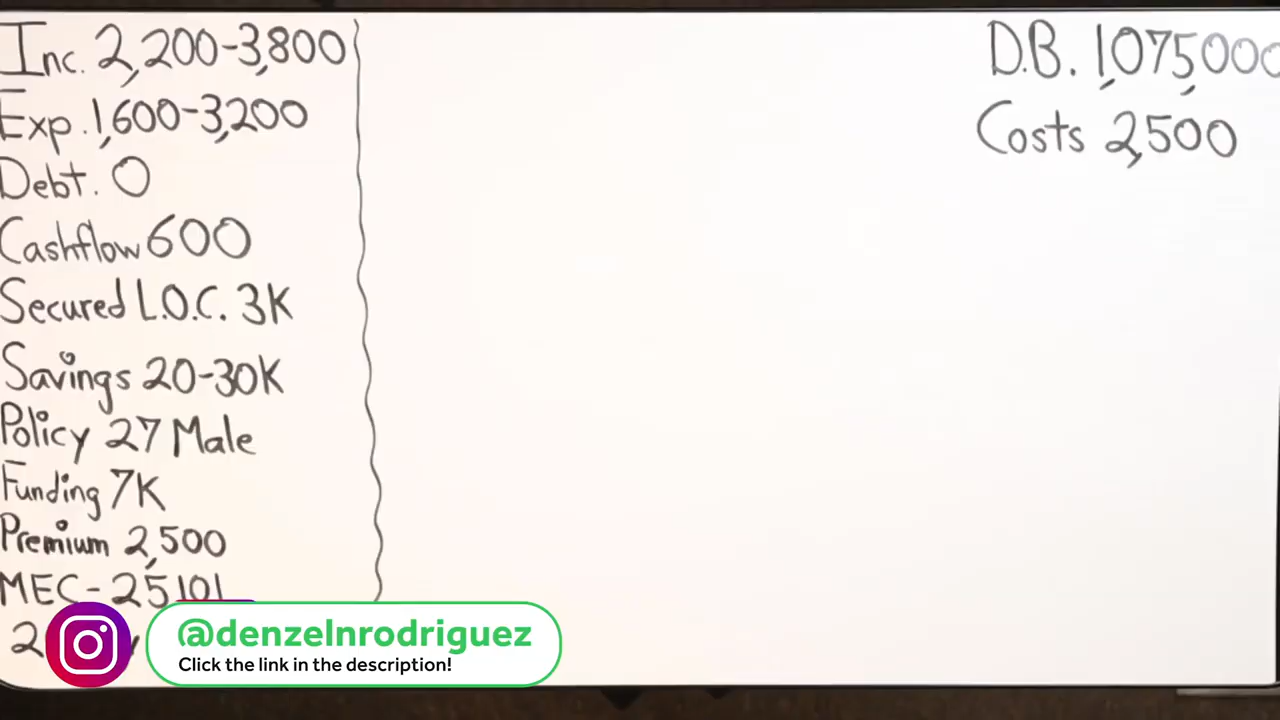 Inc. 2,200-3,800
Exp. 1,600-3,200
Debt. 0
Cashflow 600
Secured L.O.C. 3K
Savings 20-30K
Policy 27 Male
Funding 7K
Premium 2,500
MEC- 25101
D.B. 1,075,000
Costs 2,500
@denzelnrodriguez
Click the link in the description!